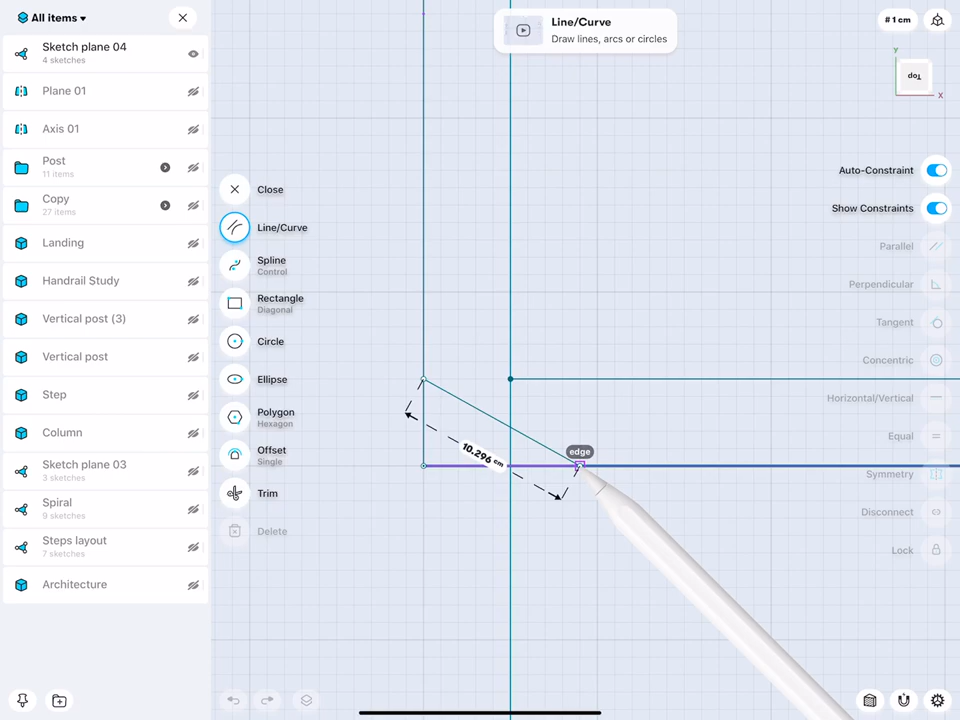 All items ▾
Sketch plane 04
4 sketches
Plane 01
Axis 01
Post
11 items
Copy
27 items
Landing
Handrail Study
Vertical post (3)
Vertical post
Step
Column
Sketch plane 03
3 sketches
Spiral
9 sketches
Steps layout
7 sketches
Architecture
Line/Curve
Draw lines, arcs or circles
# 1 cm
Y
Top
X
Close
Line/Curve
Spline
Control
Rectangle
Diagonal
Circle
Ellipse
Polygon
Hexagon
Offset
Single
Trim
Delete
10.296 cm
edge
Auto-Constraint
Show Constraints
Parallel
Perpendicular
Tangent
Concentric
Horizontal/Vertical
Equal
Symmetry
Disconnect
Lock